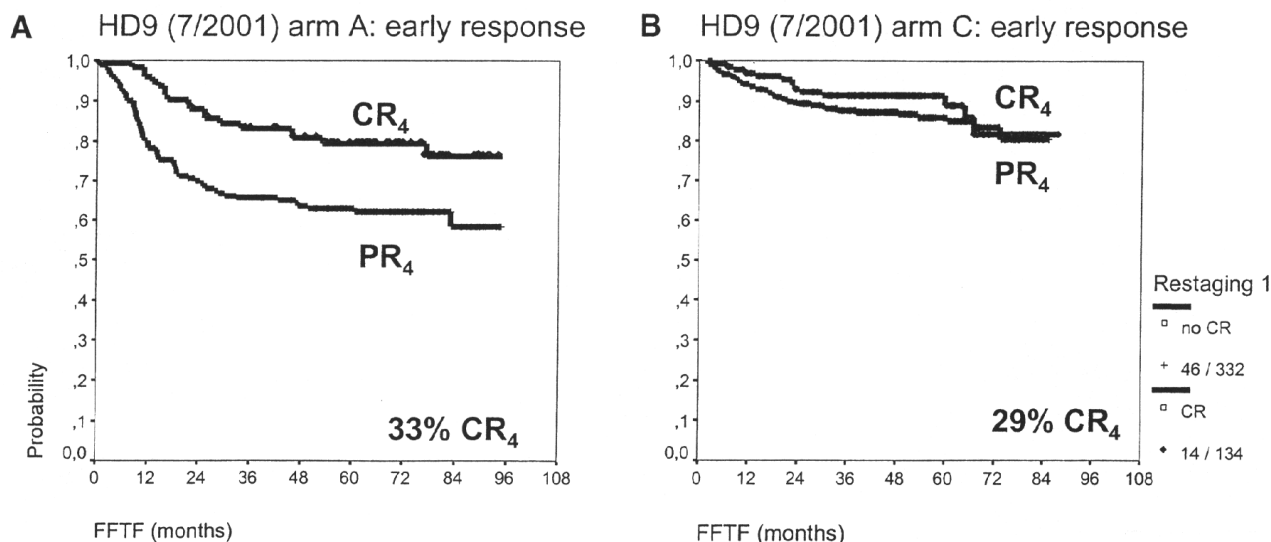 A HD9 (7/2001) arm A: early response
1,0
,9
,8
,7
,6
,5
,4
,3
,2
,1
0,0
Probability
CR4
PR4
33% CR4
0 12 24 36 48 60 72 84 96 108
FFTF (months)
B HD9 (7/2001) arm C: early response
1,0
,9
,8
,7
,6
,5
,4
,3
,2
,1
0,0
CR4
PR4
29% CR4
0 12 24 36 48 60 72 84 96 108
FFTF (months)
Restaging 1
no CR
46 / 332
CR
14 / 134